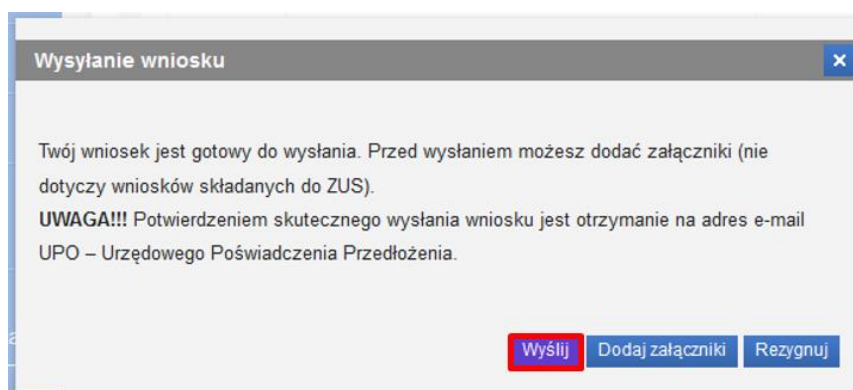 Wysyłanie wniosku
Twój wniosek jest gotowy do wysłania. Przed wysłaniem możesz dodać załączniki (nie
dotyczy wniosków składanych do ZUS).
UWAGA!!! Potwierdzeniem skutecznego wysłania wniosku jest otrzymanie na adres e-mail
UPO – Urzędowego Poświadczenia Przedłożenia.
Wyślij Dodaj załączniki Rezygnuj